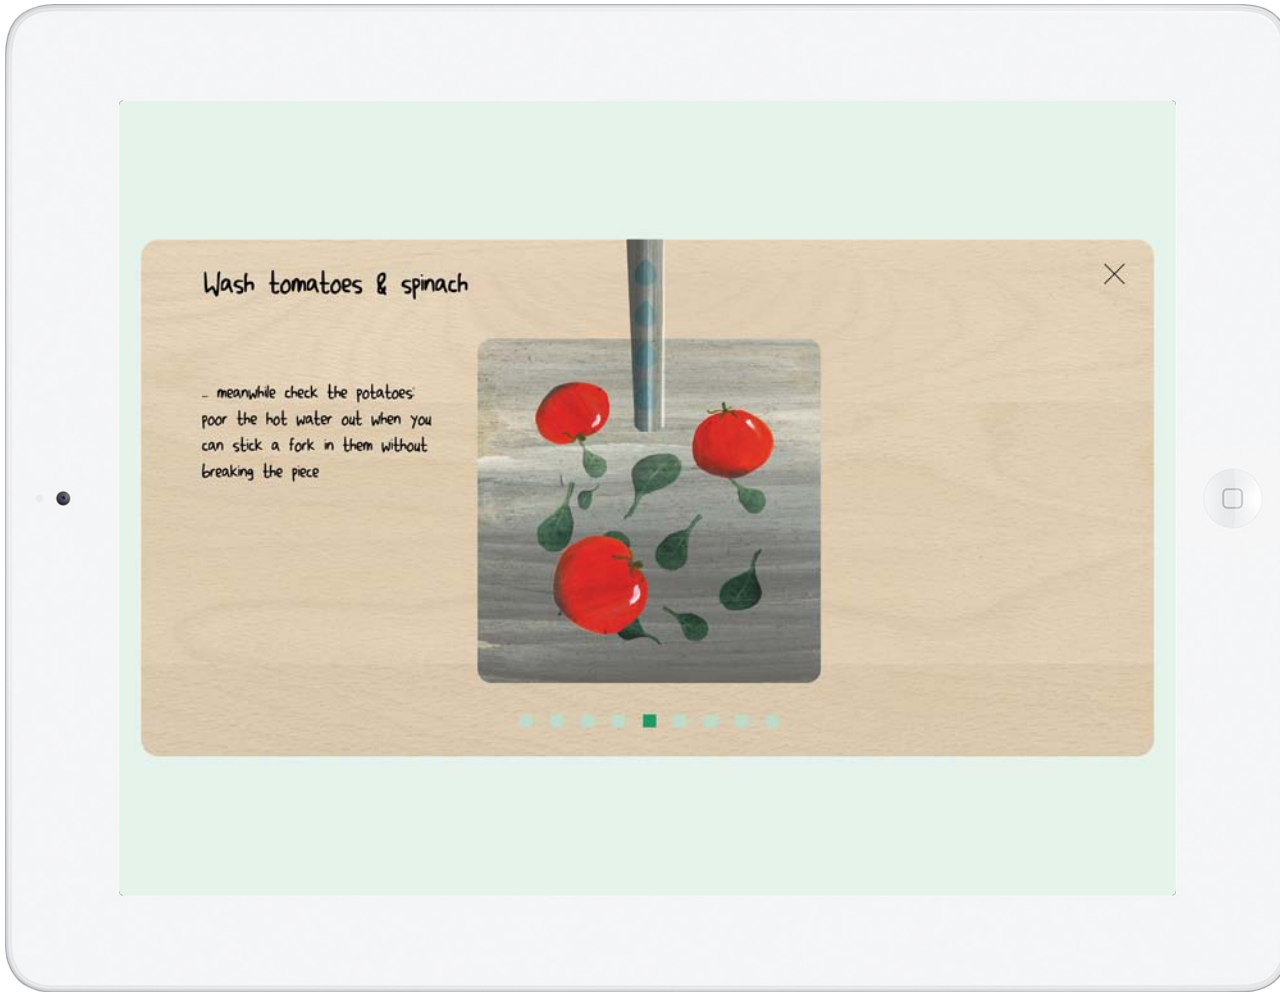 Wash tomatoes & spinach
... meanwhile check the potatoes
poor the hot water out when you
can stick a fork in them without
breaking the piece